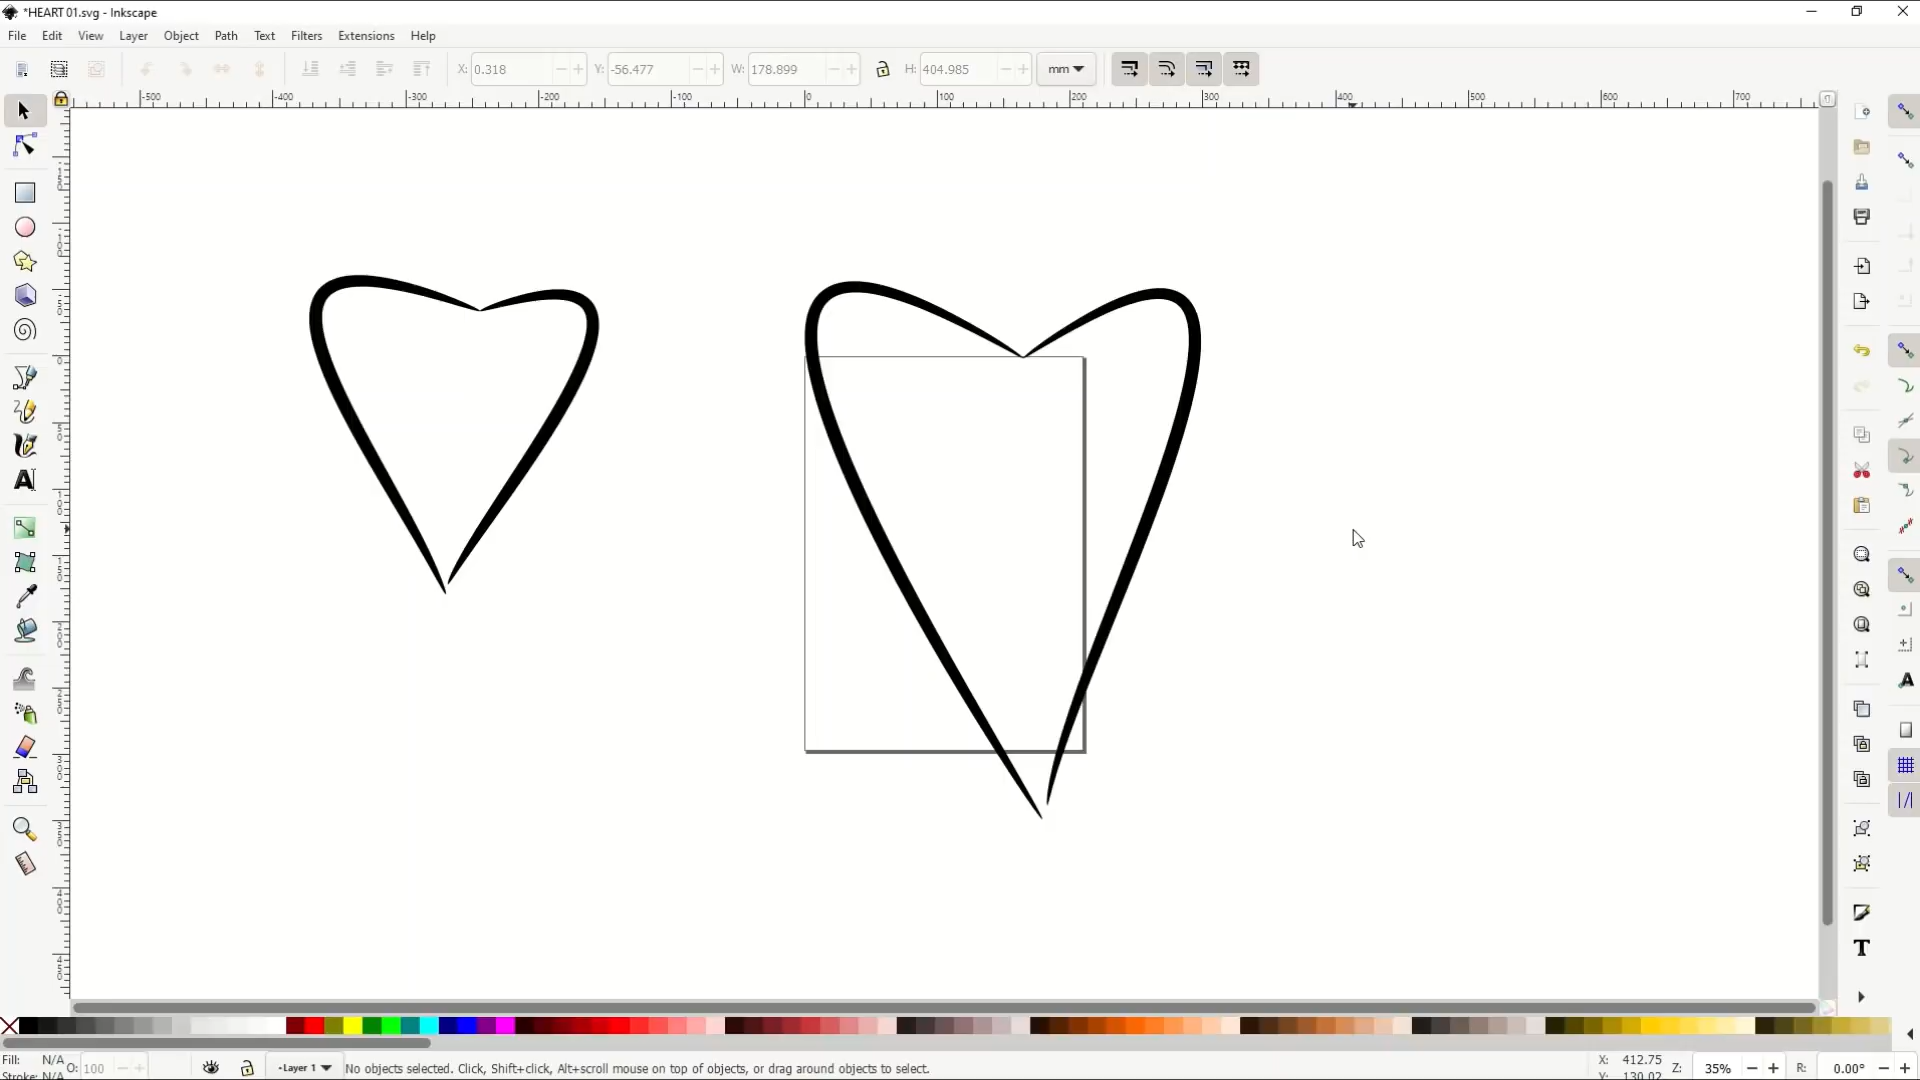 *HEART 01.svg - Inkscape
File Edit View Layer Object Path Text Filters Extensions Help
X: 0.318 Y: -56.477 W: 178.899 H: 404.985 mm
-500 -400 -300 -200 -100 0 100 200 300 400 500 600 700
Fill: N/A O: 100 -Layer 1 No objects selected. Click, Shift+click, Alt+scroll mouse on top of objects, or drag around objects to select. X: 412.75 Z: 35% R: 0.00°
Stroke: N/A Y: 130.02